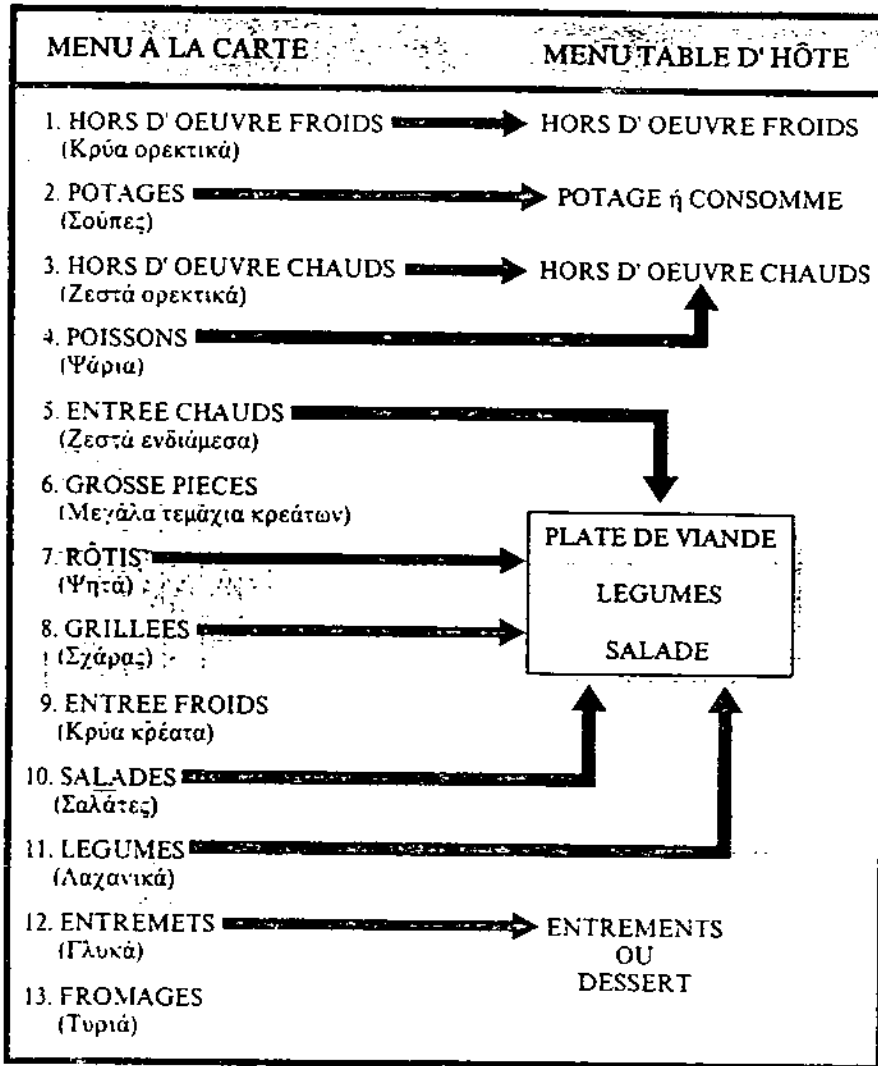 MENU A LA CARTE MENU TABLE D' HÔTE
1. HORS D' OEUVRE FROIDS HORS D' OEUVRE FROIDS
(Κρύα ορεκτικά)
2. POTAGES POTAGE ή CONSOMME
(Σούπες)
3. HORS D' OEUVRE CHAUDS HORS D' OEUVRE CHAUDS
(Ζεστά ορεκτικά)
4. POISSONS
(Ψάρια)
5. ENTREE CHAUDS
(Ζεστά ενδιάμεσα)
6. GROSSE PIECES
(Μεγάλα τεμάχια κρεάτων)
PLATE DE VIANDE
7. RÔTIS
(Ψητά)
LEGUMES
8. GRILLEES
(Σχάρας)
SALADE
9. ENTREE FROIDS
(Κρύα κρέατα)
10. SALADES
(Σαλάτες)
11. LEGUMES
(Λαχανικά)
12. ENTREMETS ENTREMENTS
(Γλυκά) OU
DESSERT
13. FROMAGES
(Τυριά)